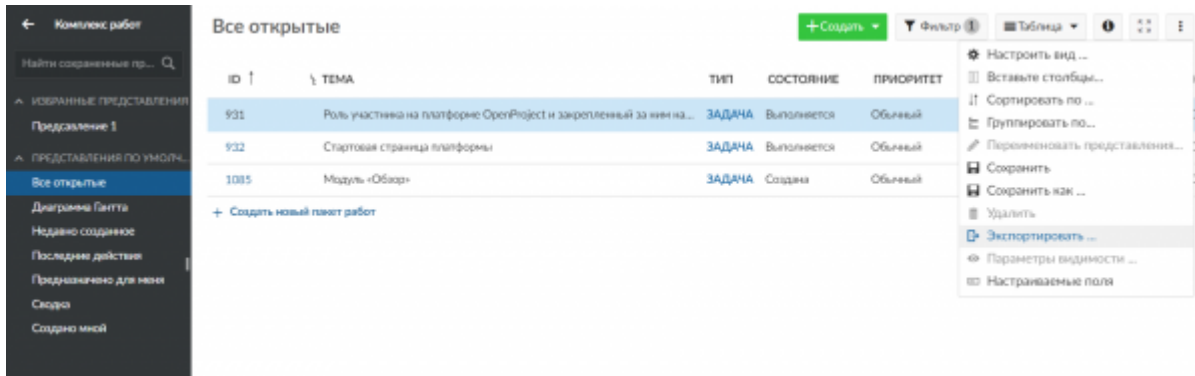 Комплекс работ
Все открытые
Создать
Фильтр 1
Таблица
Найти сохраненные пр...
ИЗБРАННЫЕ ПРЕДСТАВЛЕНИЯ
Представление 1
ПРЕДСТАВЛЕНИЯ ПО УМОЛЧ...
Все открытые
Диаграмма Гантта
Недавно созданное
Последние действия
Предназначено для меня
Сводка
Создано мной
ID ТЕМА ТИП СОСТОЯНИЕ ПРИОРИТЕТ
931 Роль участника на платформе OpenProject и закрепленный за ним на... ЗАДАЧА Выполняется Обычный
932 Стартовая страница платформы ЗАДАЧА Выполняется Обычный
1085 Модуль «Обзор» ЗАДАЧА Создана Обычный
+ Создать новый пакет работ
Настроить вид ...
Вставьте столбцы...
Сортировать по ...
Группировать по...
Переименовать представления...
Сохранить
Сохранить как ...
Удалить
Экспортировать ...
Параметры видимости ...
Настраиваемые поля